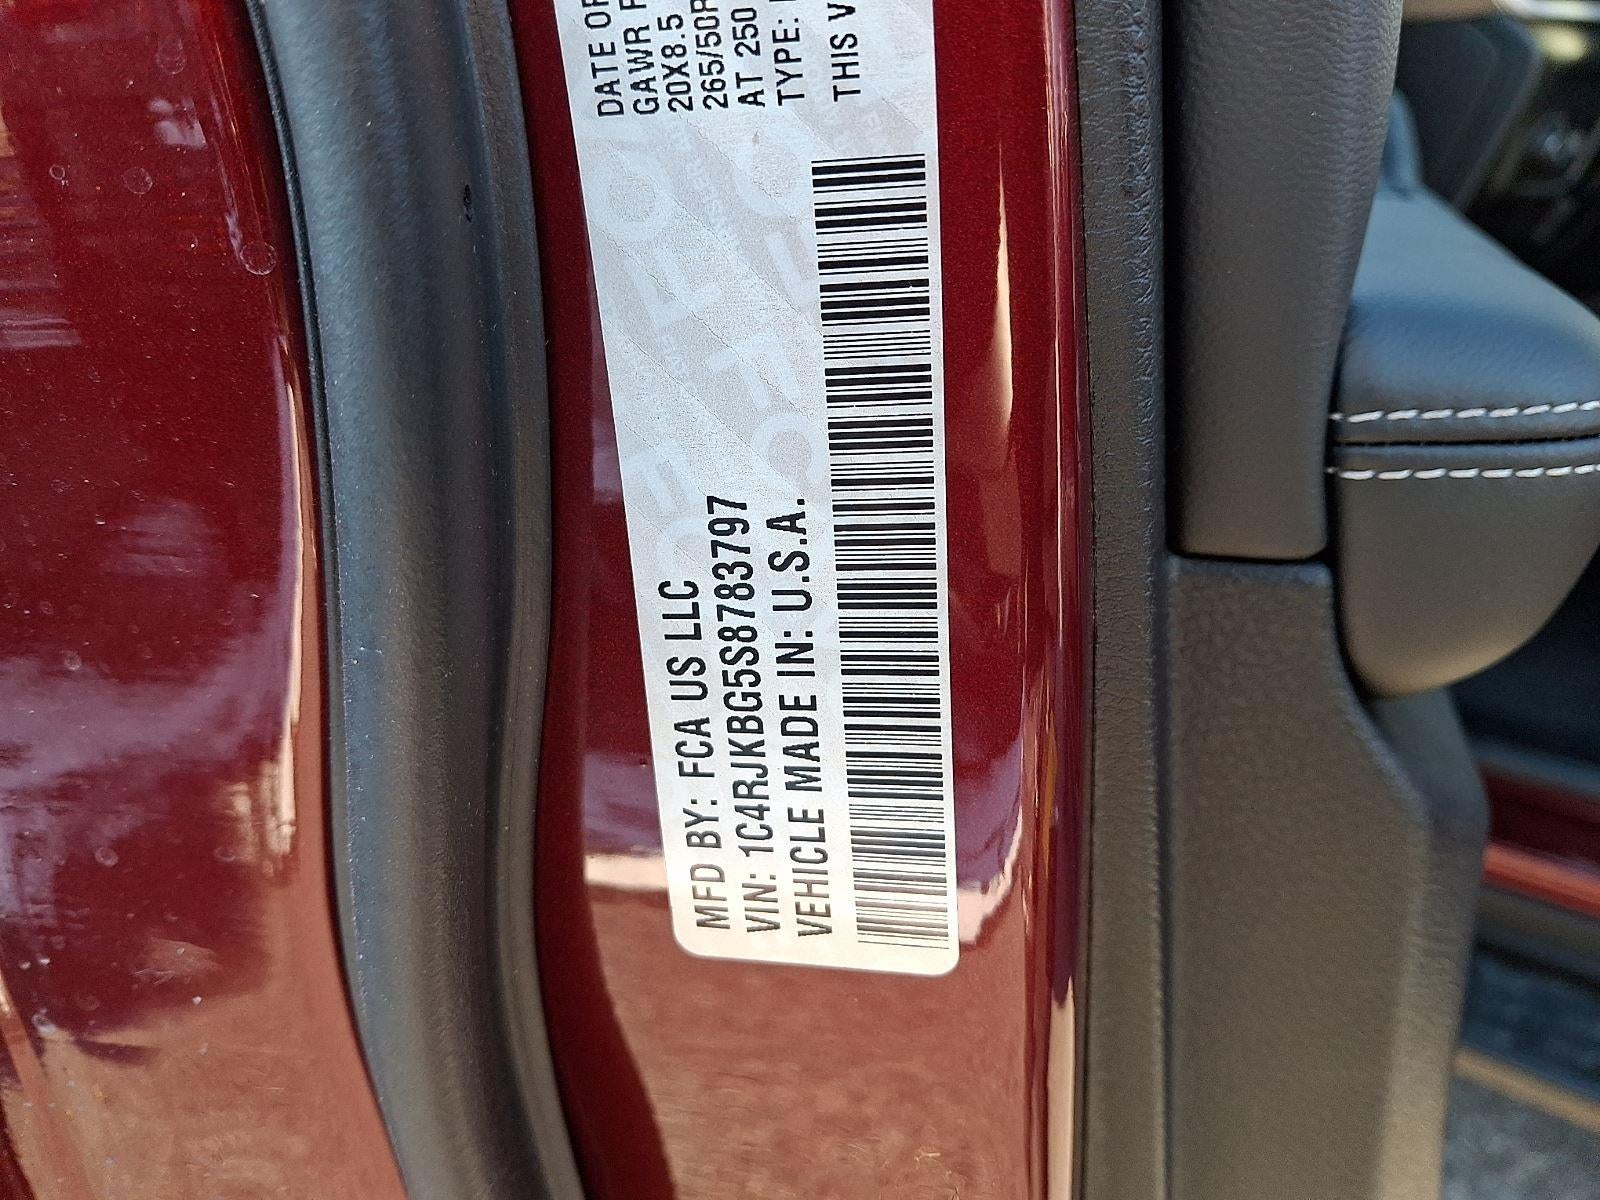 MFD BY: FCA US LLC
VIN: 1C4RJKBG5S8783797
VEHICLE MADE IN: U.S.A.
DATE OF
GAWR
20X8.5
265/50R
AT 250
TYPE:
THIS V